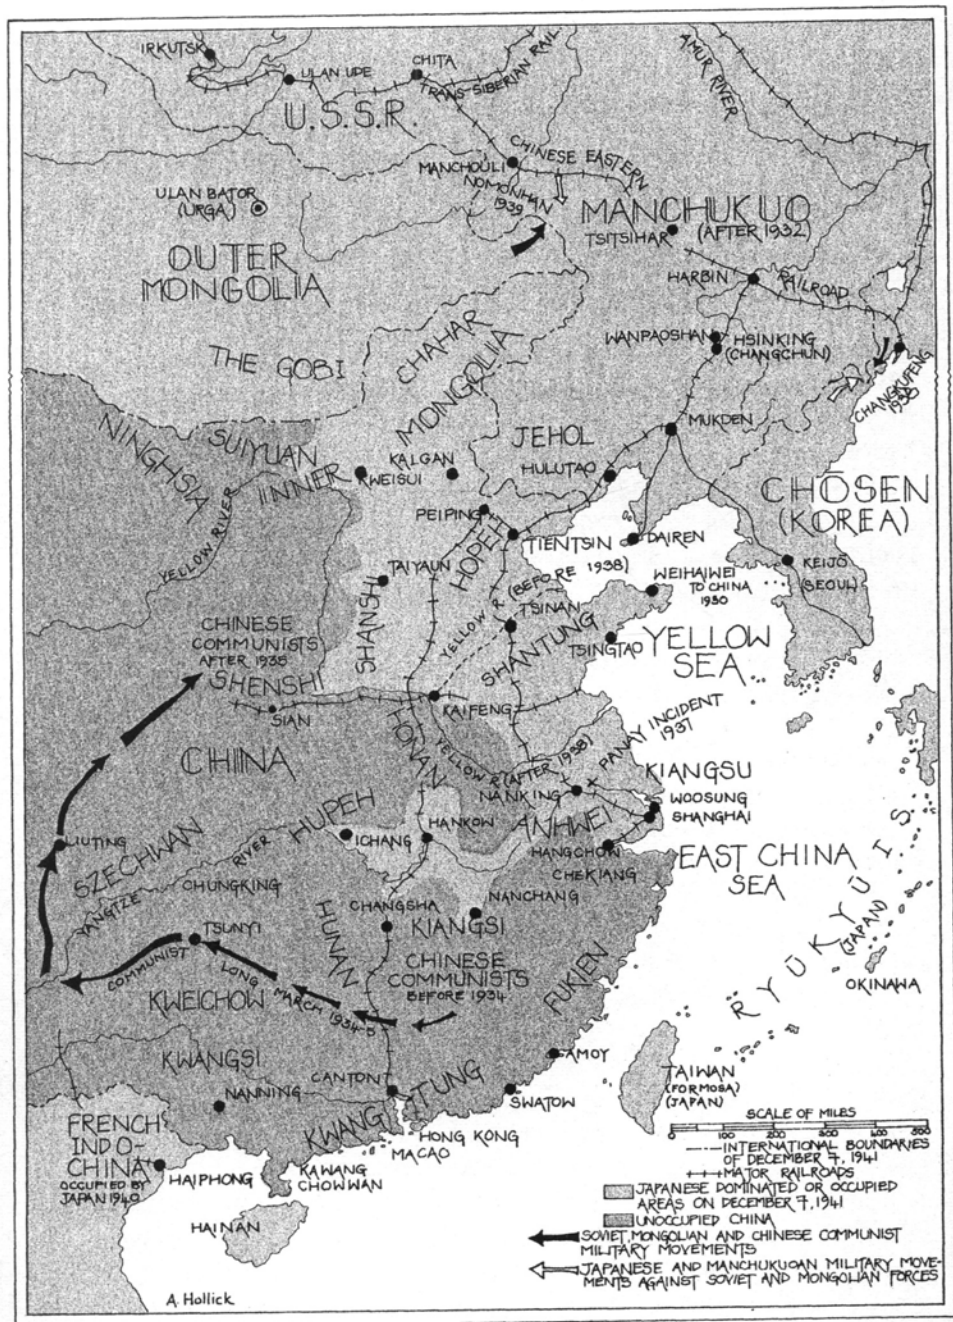 IRKUTSK
ULAN UDE
CHITA
TRANS-SIBERIAN RAIL
AMUR RIVER
U.S.S.R.
MANCHOULI
CHINESE EASTERN
NOMONHAN
1939
ULAN BATOR
(URGA)
MANCHUKUO
(AFTER 1932)
TSITSIHAR
OUTER
MONGOLIA
HARBIN
RAILROAD
THE GOBI
CHAHAR
MONGOLIA
WANPAOSHAN
HSINKING
(CHANGCHUN)
CHANGKUFENG
1938
NINGHSIA
SUIYUAN
INNER
KALGAN
KWEISUI
JEHOL
MUKDEN
HULUTAO
CHŌSEN
(KOREA)
YELLOW RIVER
PEIPING
HOPEH
TIENTSIN
DAIREN
KEIJŌ
(SEOUL)
TAIYAUN
SHANSHI
YELLOW R (BEFORE 1938)
WEIHAIWEI
TO CHINA
1930
TSINAN
SHANTUNG
TSINGTAO
YELLOW
SEA
CHINESE
COMMUNISTS
AFTER 1935
SHENSHI
SIAN
KAIFENG
HONAN
YELLOW R (AFTER 1938)
PANAY INCIDENT
1937
CHINA
KIANGSU
NANKING
WOOSUNG
SHANGHAI
LIUTING
SZECHWAN
HUPEH
ICHANG
HANKOW
ANHWEI
HANGCHOW
CHEKIANG
EAST CHINA
SEA
YANGTZE RIVER
CHUNGKING
HUNAN
CHANGSHA
NANCHANG
KIANGSI
TSUNYI
COMMUNIST LONG MARCH 1934-5
KWEICHOW
CHINESE
COMMUNISTS
BEFORE 1934
FUKIEN
RYŪKYŪ IS
(JAPAN)
OKINAWA
KWANGSI
NANNING
CANTON
KWANGTUNG
AMOY
SWATOW
TAIWAN
(FORMOSA)
(JAPAN)
HONG KONG
MACAO
FRENCH
INDO-
CHINA
OCCUPIED BY
JAPAN 1940
HAIPHONG
KAWANG
CHOWWAN
HAINAN
SCALE OF MILES
0 100 200 300 400 500
INTERNATIONAL BOUNDARIES
OF DECEMBER 7, 1941
MAJOR RAILROADS
JAPANESE DOMINATED OR OCCUPIED
AREAS ON DECEMBER 7, 1941
UNOCCUPIED CHINA
SOVIET, MONGOLIAN AND CHINESE COMMUNIST
MILITARY MOVEMENTS
JAPANESE AND MANCHUKUOAN MILITARY MOVE-
MENTS AGAINST SOVIET AND MONGOLIAN FORCES
A. Hollick